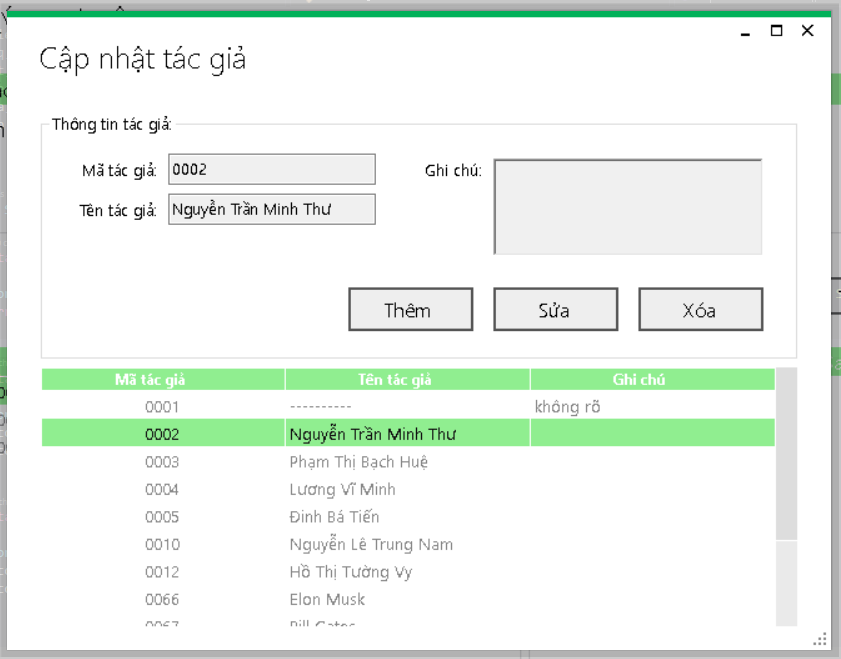 Cập nhật tác giả
Thông tin tác giả:
Mã tác giả: 0002
Ghi chú:
Tên tác giả: Nguyễn Trần Minh Thư
Thêm Sửa Xóa
Mã tác giả Tên tác giả Ghi chú
0001 ---------- không rõ
0002 Nguyễn Trần Minh Thư
0003 Phạm Thị Bạch Huệ
0004 Lương Vĩ Minh
0005 Đinh Bá Tiến
0010 Nguyễn Lê Trung Nam
0012 Hồ Thị Tường Vy
0066 Elon Musk
0067 Bill Gates